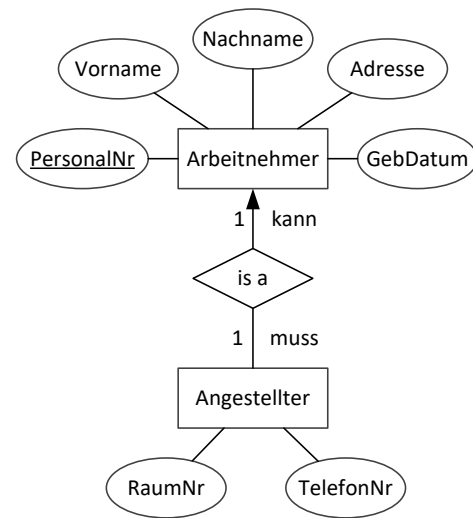 Nachname
Vorname
Adresse
PersonalNr
Arbeitnehmer
GebDatum
1 kann
is a
1 muss
Angestellter
RaumNr
TelefonNr